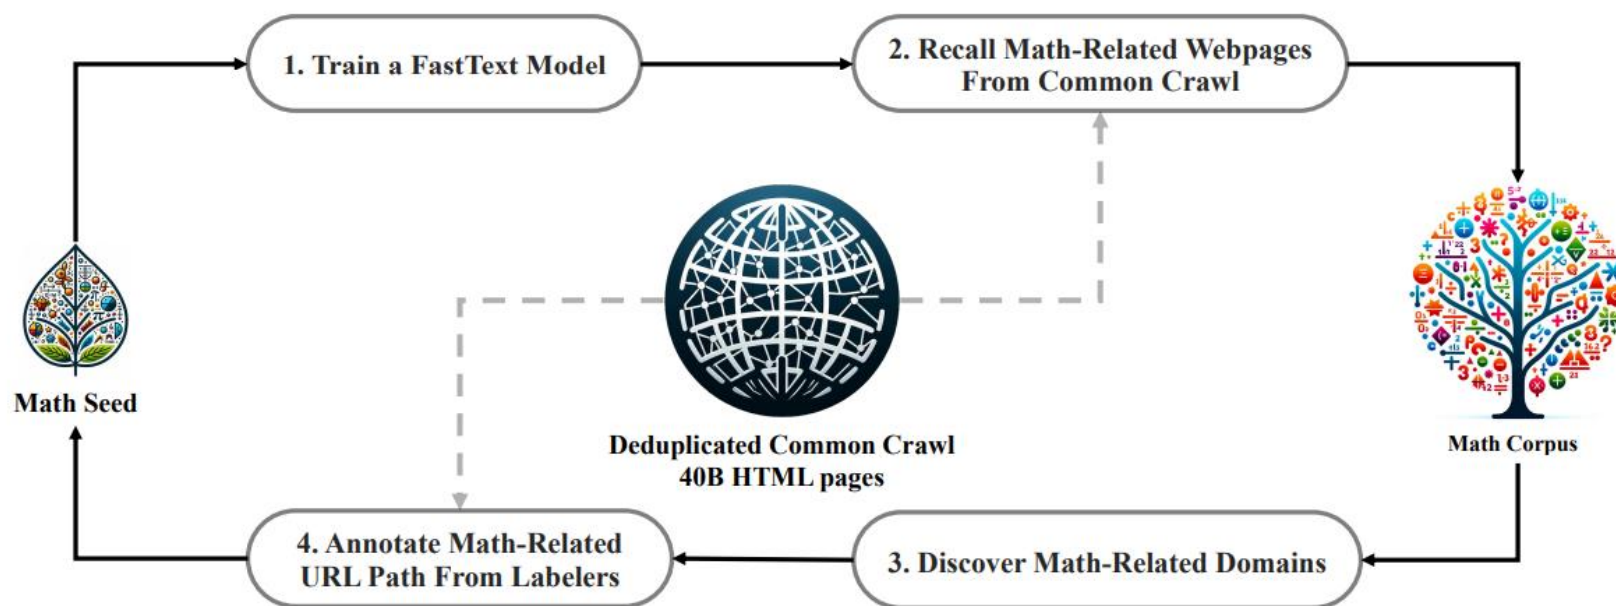 1. Train a FastText Model
2. Recall Math-Related Webpages
From Common Crawl
Math Seed
Deduplicated Common Crawl
40B HTML pages
Math Corpus
4. Annotate Math-Related
URL Path From Labelers
3. Discover Math-Related Domains